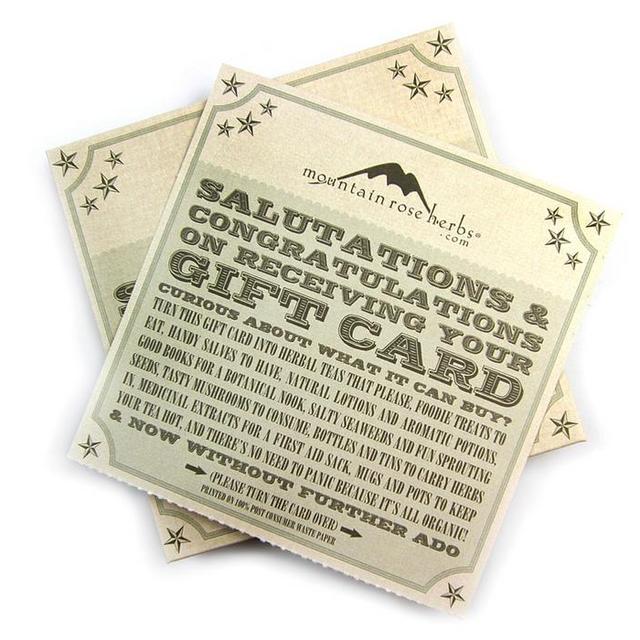 mountain rose herbs®
.com
SALUTATIONS &
CONGRATULATIONS
ON RECEIVING YOUR
GIFT CARD
CURIOUS ABOUT WHAT IT CAN BUY?
TURN THIS GIFT CARD INTO HERBAL TEAS THAT PLEASE, FOODIE TREATS TO
EAT, HANDY SALVES TO HAVE, NATURAL LOTIONS AND AROMATIC POTIONS,
GOOD BOOKS FOR A BOTANICAL NOOK, SALTY SEAWEEDS AND FUN SPROUTING
SEEDS, TASTY MUSHROOMS TO CONSUME, BOTTLES AND TINS TO CARRY HERBS
IN, MEDICINAL EXTRACTS FOR A FIRST AID SACK, MUGS AND POTS TO KEEP
YOUR TEA HOT, AND THERE'S NO NEED TO PANIC BECAUSE IT'S ALL ORGANIC!
& NOW WITHOUT FURTHER ADO
(PLEASE TURN THE CARD OVER)
PRINTED ON 100% POST CONSUMER WASTE PAPER